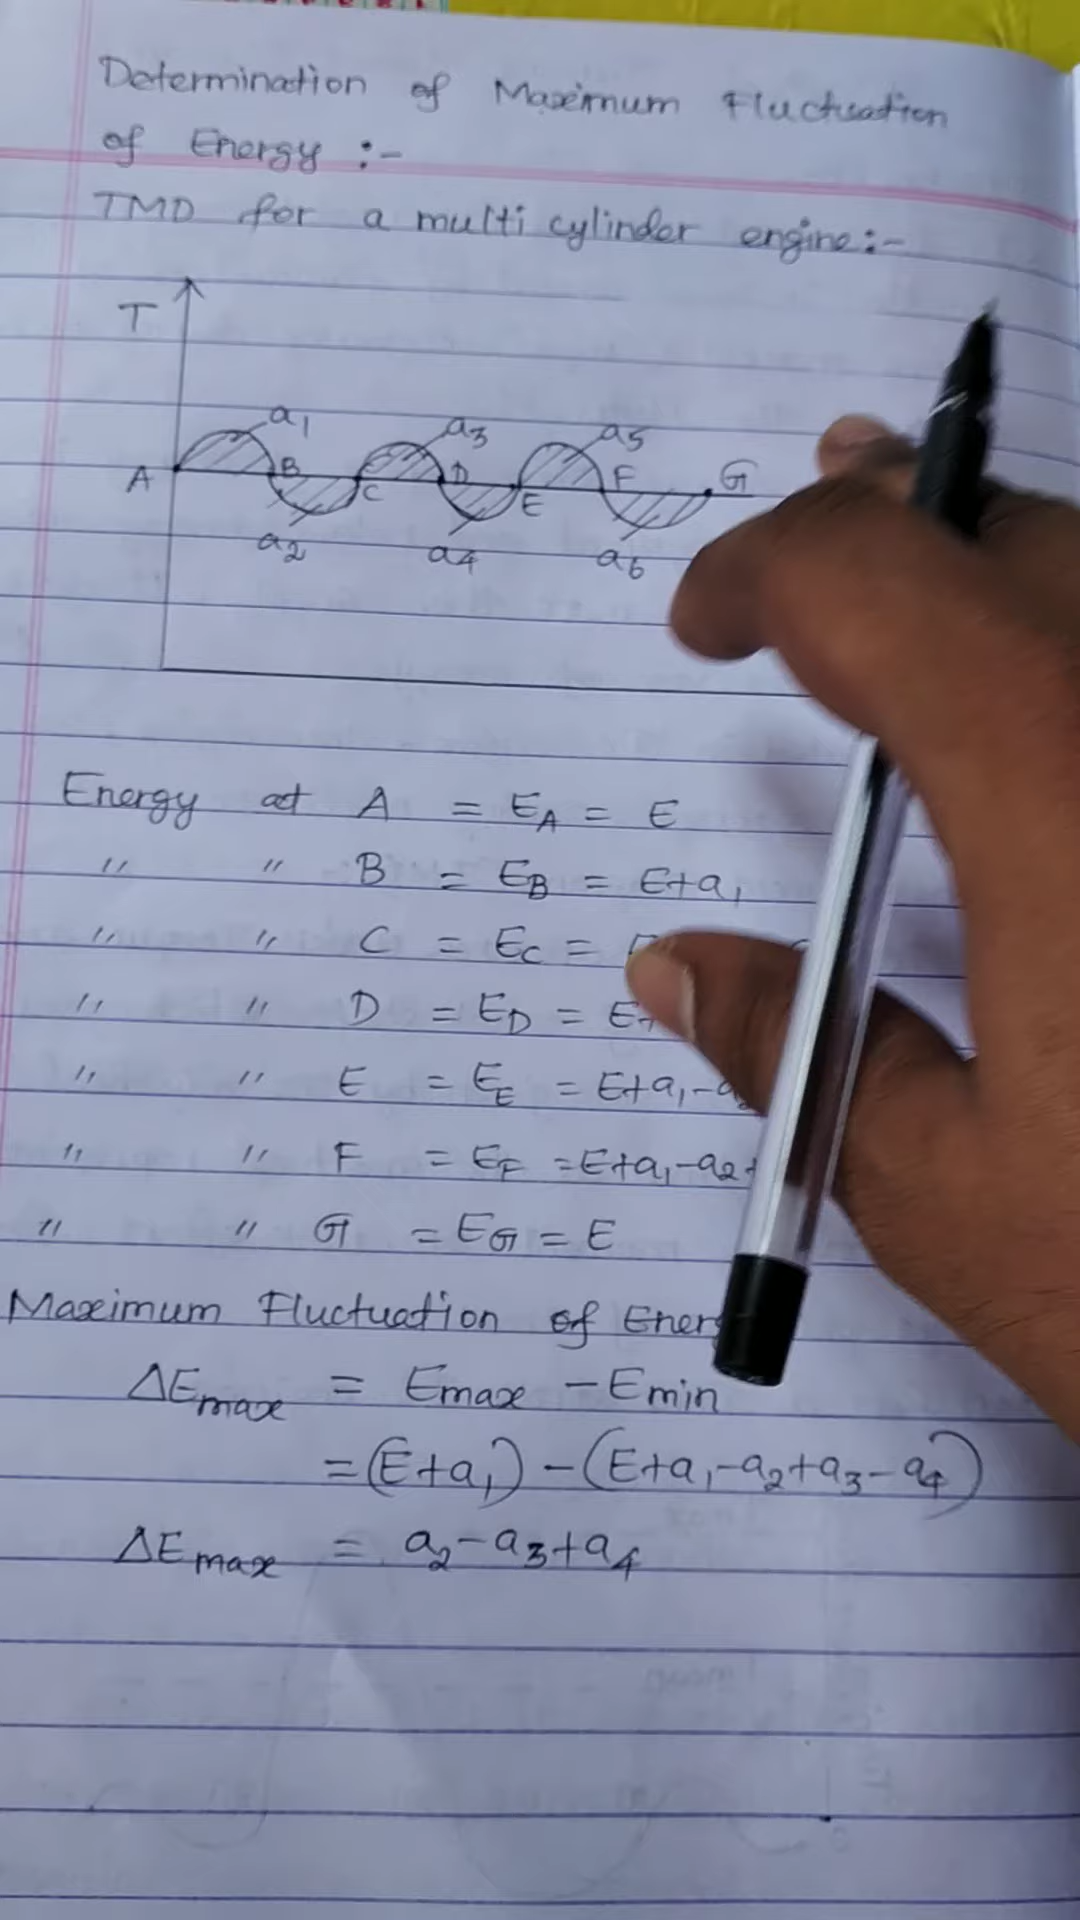 Determination of Maximum Fluctuation
of Energy :-
TMD for a multi cylinder engine:-
T
a1 a3 a5
A B C D E F G
a2 a4 a6
Energy at A = EA = E
" " B = EB = E+a1
" " C = EC =
" " D = ED = E+
" " E = EE = E+a1-a2
" " F = EF = E+a1-a2+
" " G = EG = E
Maximum Fluctuation of Ener
ΔEmax = Emax - Emin
= (E+a1) - (E+a1-a2+a3-a4)
ΔEmax = a2-a3+a4